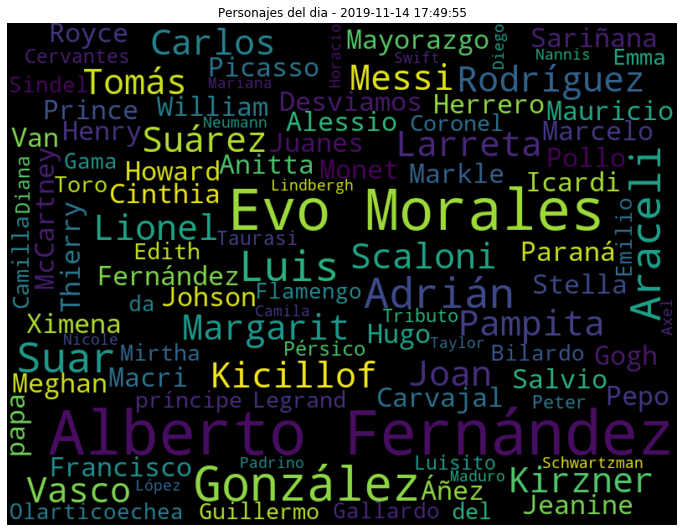 Personajes del dia - 2019-11-14 17:49:55
Royce
Carlos
Mayorazgo
Diego
Sariñana
Cervantes
Horacio
Swift
Nannis
Emma
Sindel
Tomás
Mariana
Picasso
Messi
Rodríguez
Prince
William
Desviamos
Herrero
Mauricio
Van
Henry
Neumann
Suárez
Juanes
Alessio
Coronel
Larreta
Marcelo
Diana
Gama
Howard
Anitta
Monet
Markle
Pollo
McCartney
Toro
Cinthia
Lindbergh
Icardi
Araceli
Camilla
Thierry
Lionel
Evo Morales
Emilio
Edith
Taurasi
Luis
Scaloni
Paraná
Fernández
Flamengo
Adrián
Stella
da
Johson
Camila
Tributo
Axel
Ximena
Margarit
Hugo
Pampita
Nicole
Suar
Mirtha
Pérsico
Taylor
Bilardo
Gogh
Meghan
Macri
Kicillof
Joan
Salvio
príncipe
Legrand
Carvajal
Peter
Pepo
papa
Alberto Fernández
Francisco
Padrino
Luisito
Schwartzman
Vasco
López
González
Maduro
Áñez
Kirzner
Olarticoechea
Guillermo
Gallardo
del
Jeanine